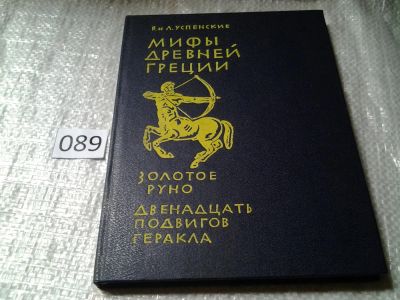 В. и Л. УСПЕНСКИЕ
МИФЫ
ДРЕВНЕЙ
ГРЕЦИИ
089
ЗОЛОТОЕ
РУНО
ДВЕНАДЦАТЬ
ПОДВИГОВ
ГЕРАКЛА